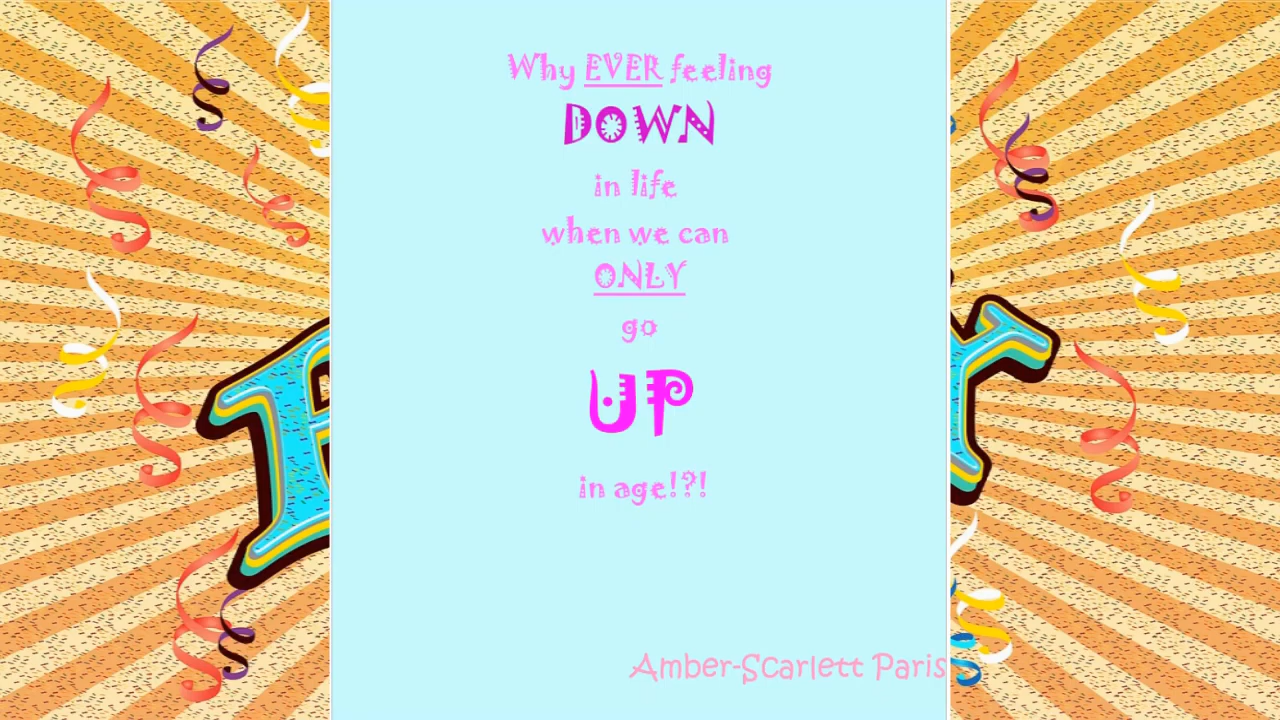 Why EVER feeling
DOWN
in life
when we can
ONLY
go
UP
in age!?!
Amber-Scarlett Paris